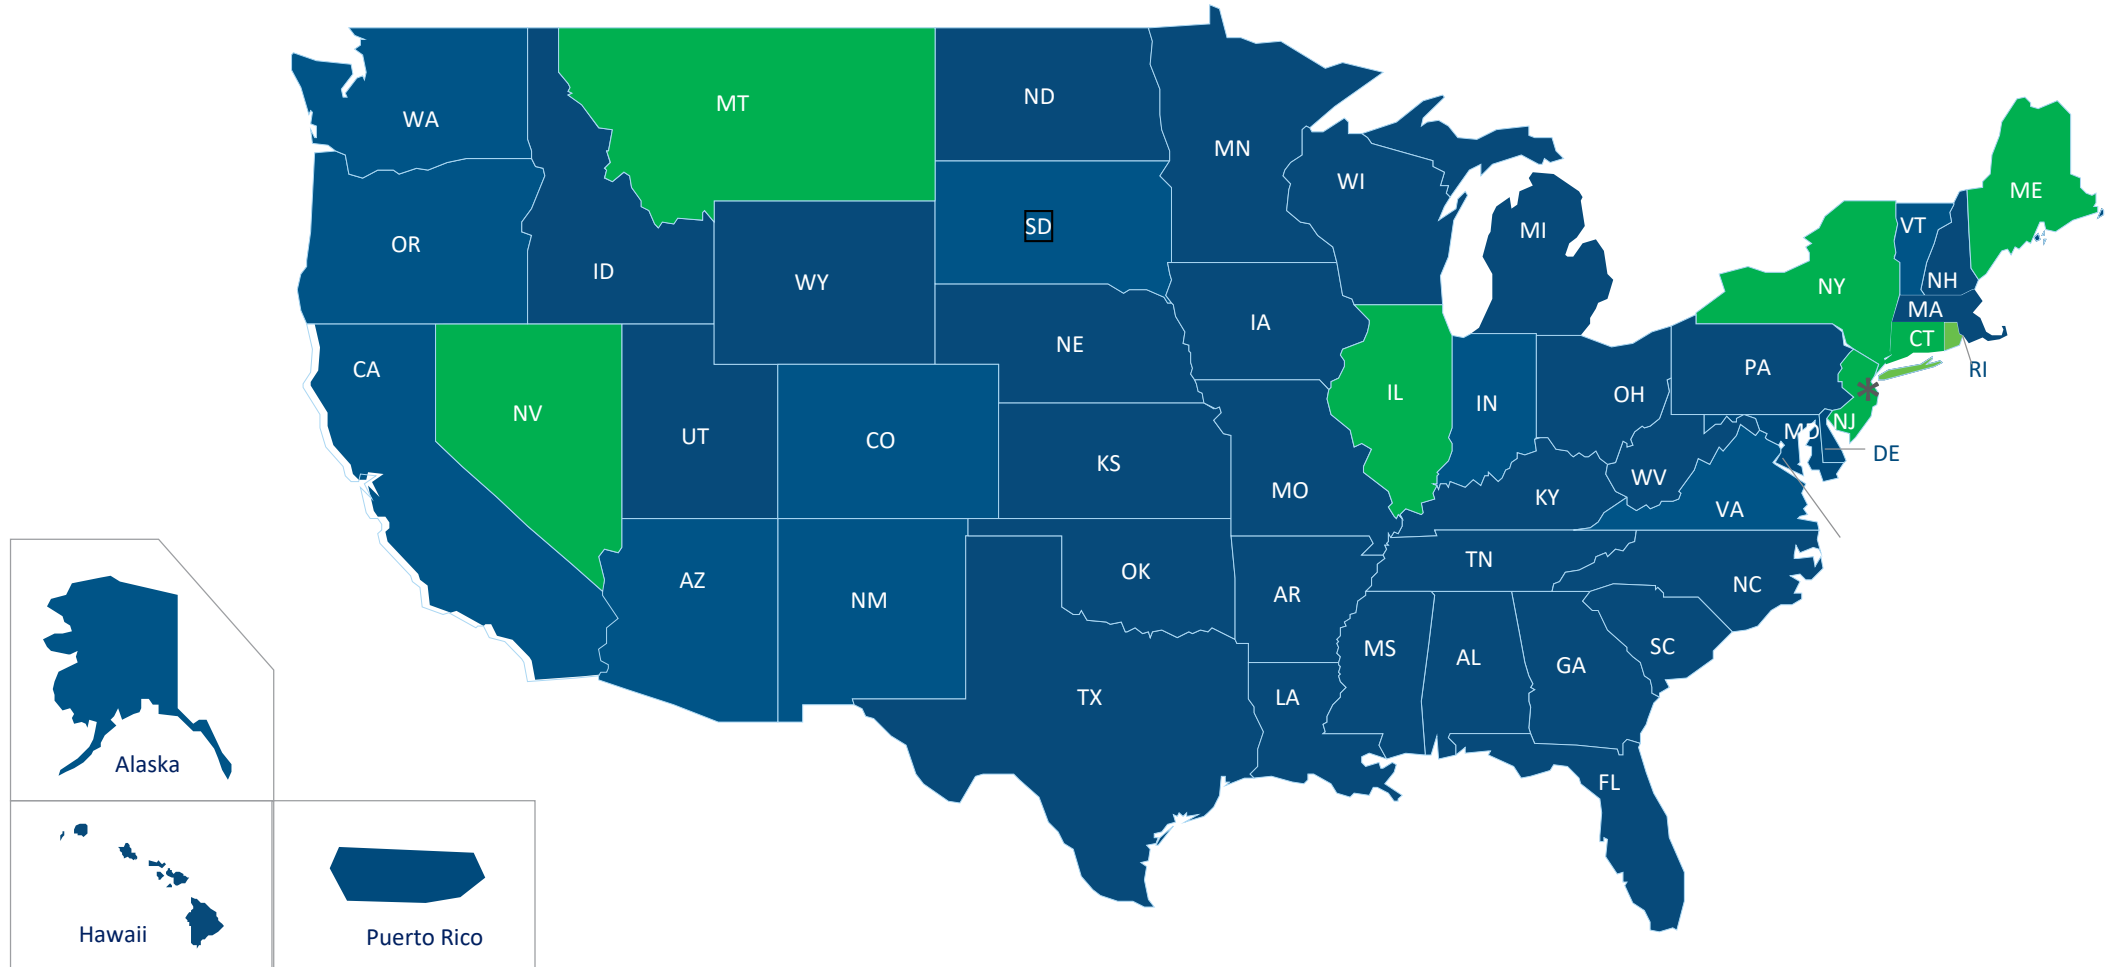 WA
MT
ND
MN
OR
ID
WY
SD
WI
MI
ME
VT
NH
NY
MA
CT
RI
CA
NV
UT
CO
NE
IA
KS
MO
IL
IN
OH
PA
NJ
MD
DE
WV
VA
KY
AZ
NM
OK
AR
TN
NC
SC
TX
LA
MS
AL
GA
FL
Alaska
Hawaii
Puerto Rico
*